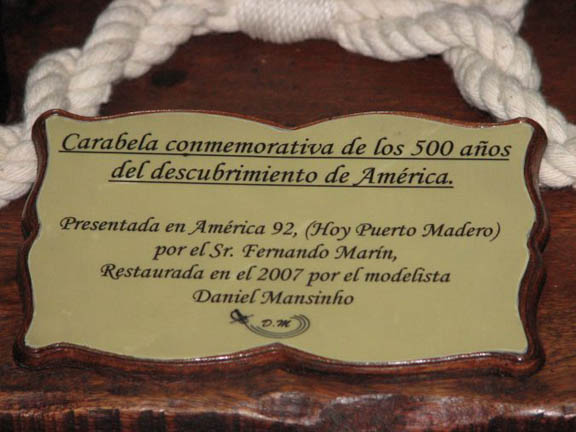 Carabela conmemorativa de los 500 años
del descubrimiento de América.
Presentada en América 92, (Hoy Puerto Madero)
por el Sr. Fernando Marín,
Restaurada en el 2007 por el modelista
Daniel Mansinho
D.M